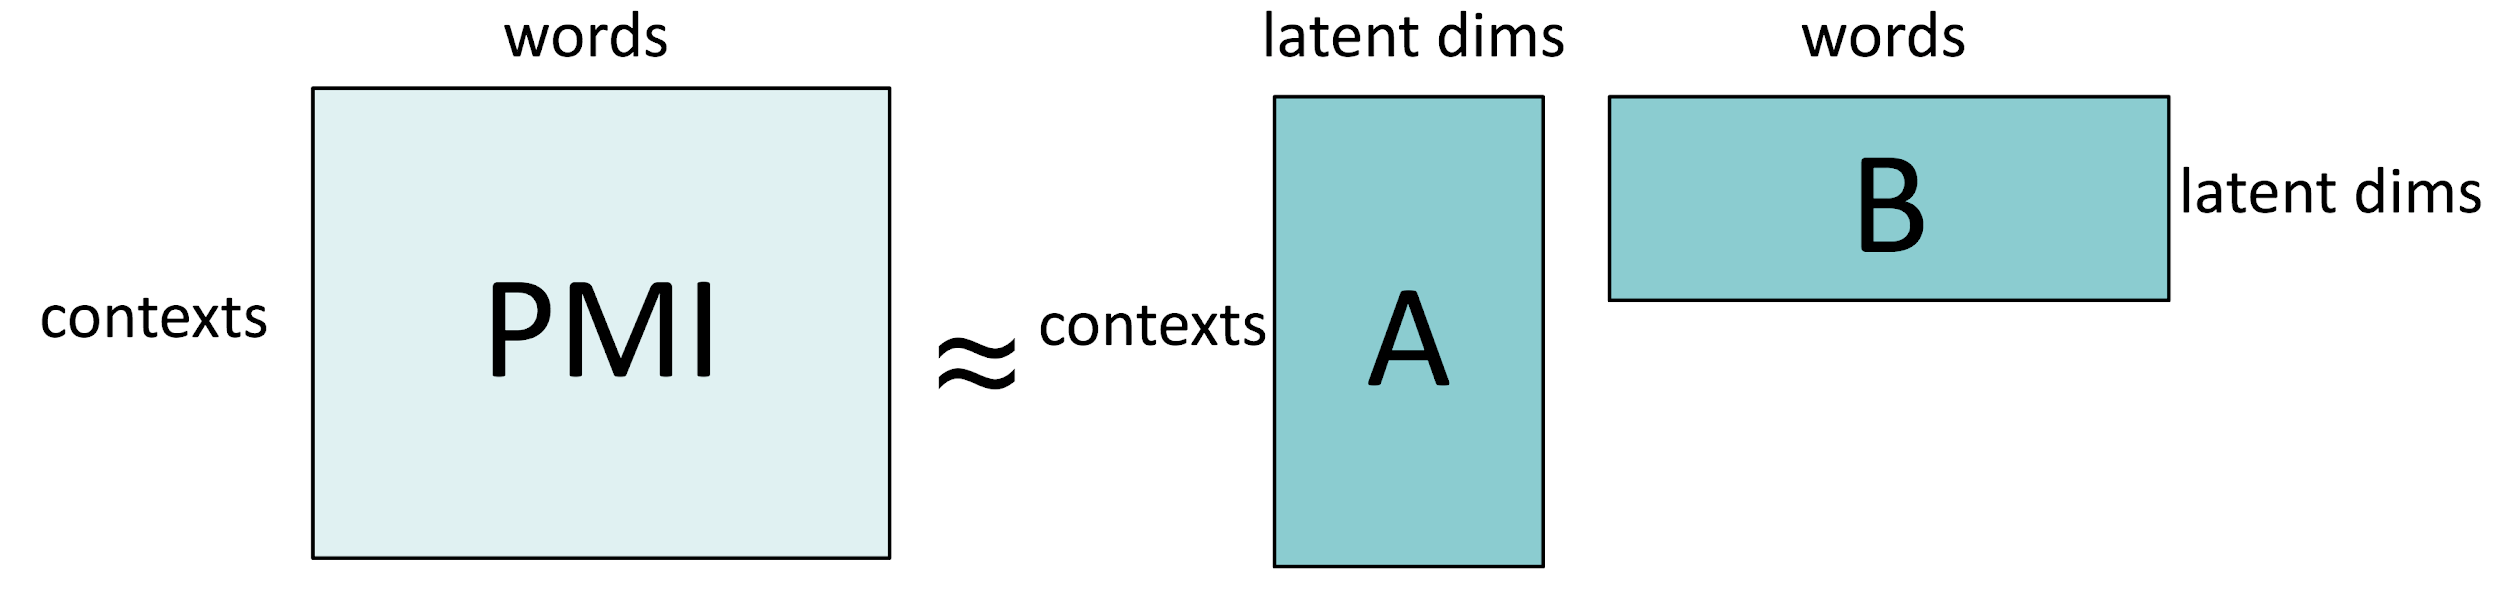 words
latent dims
words
contexts
PMI
≈
contexts
A
B
latent dims